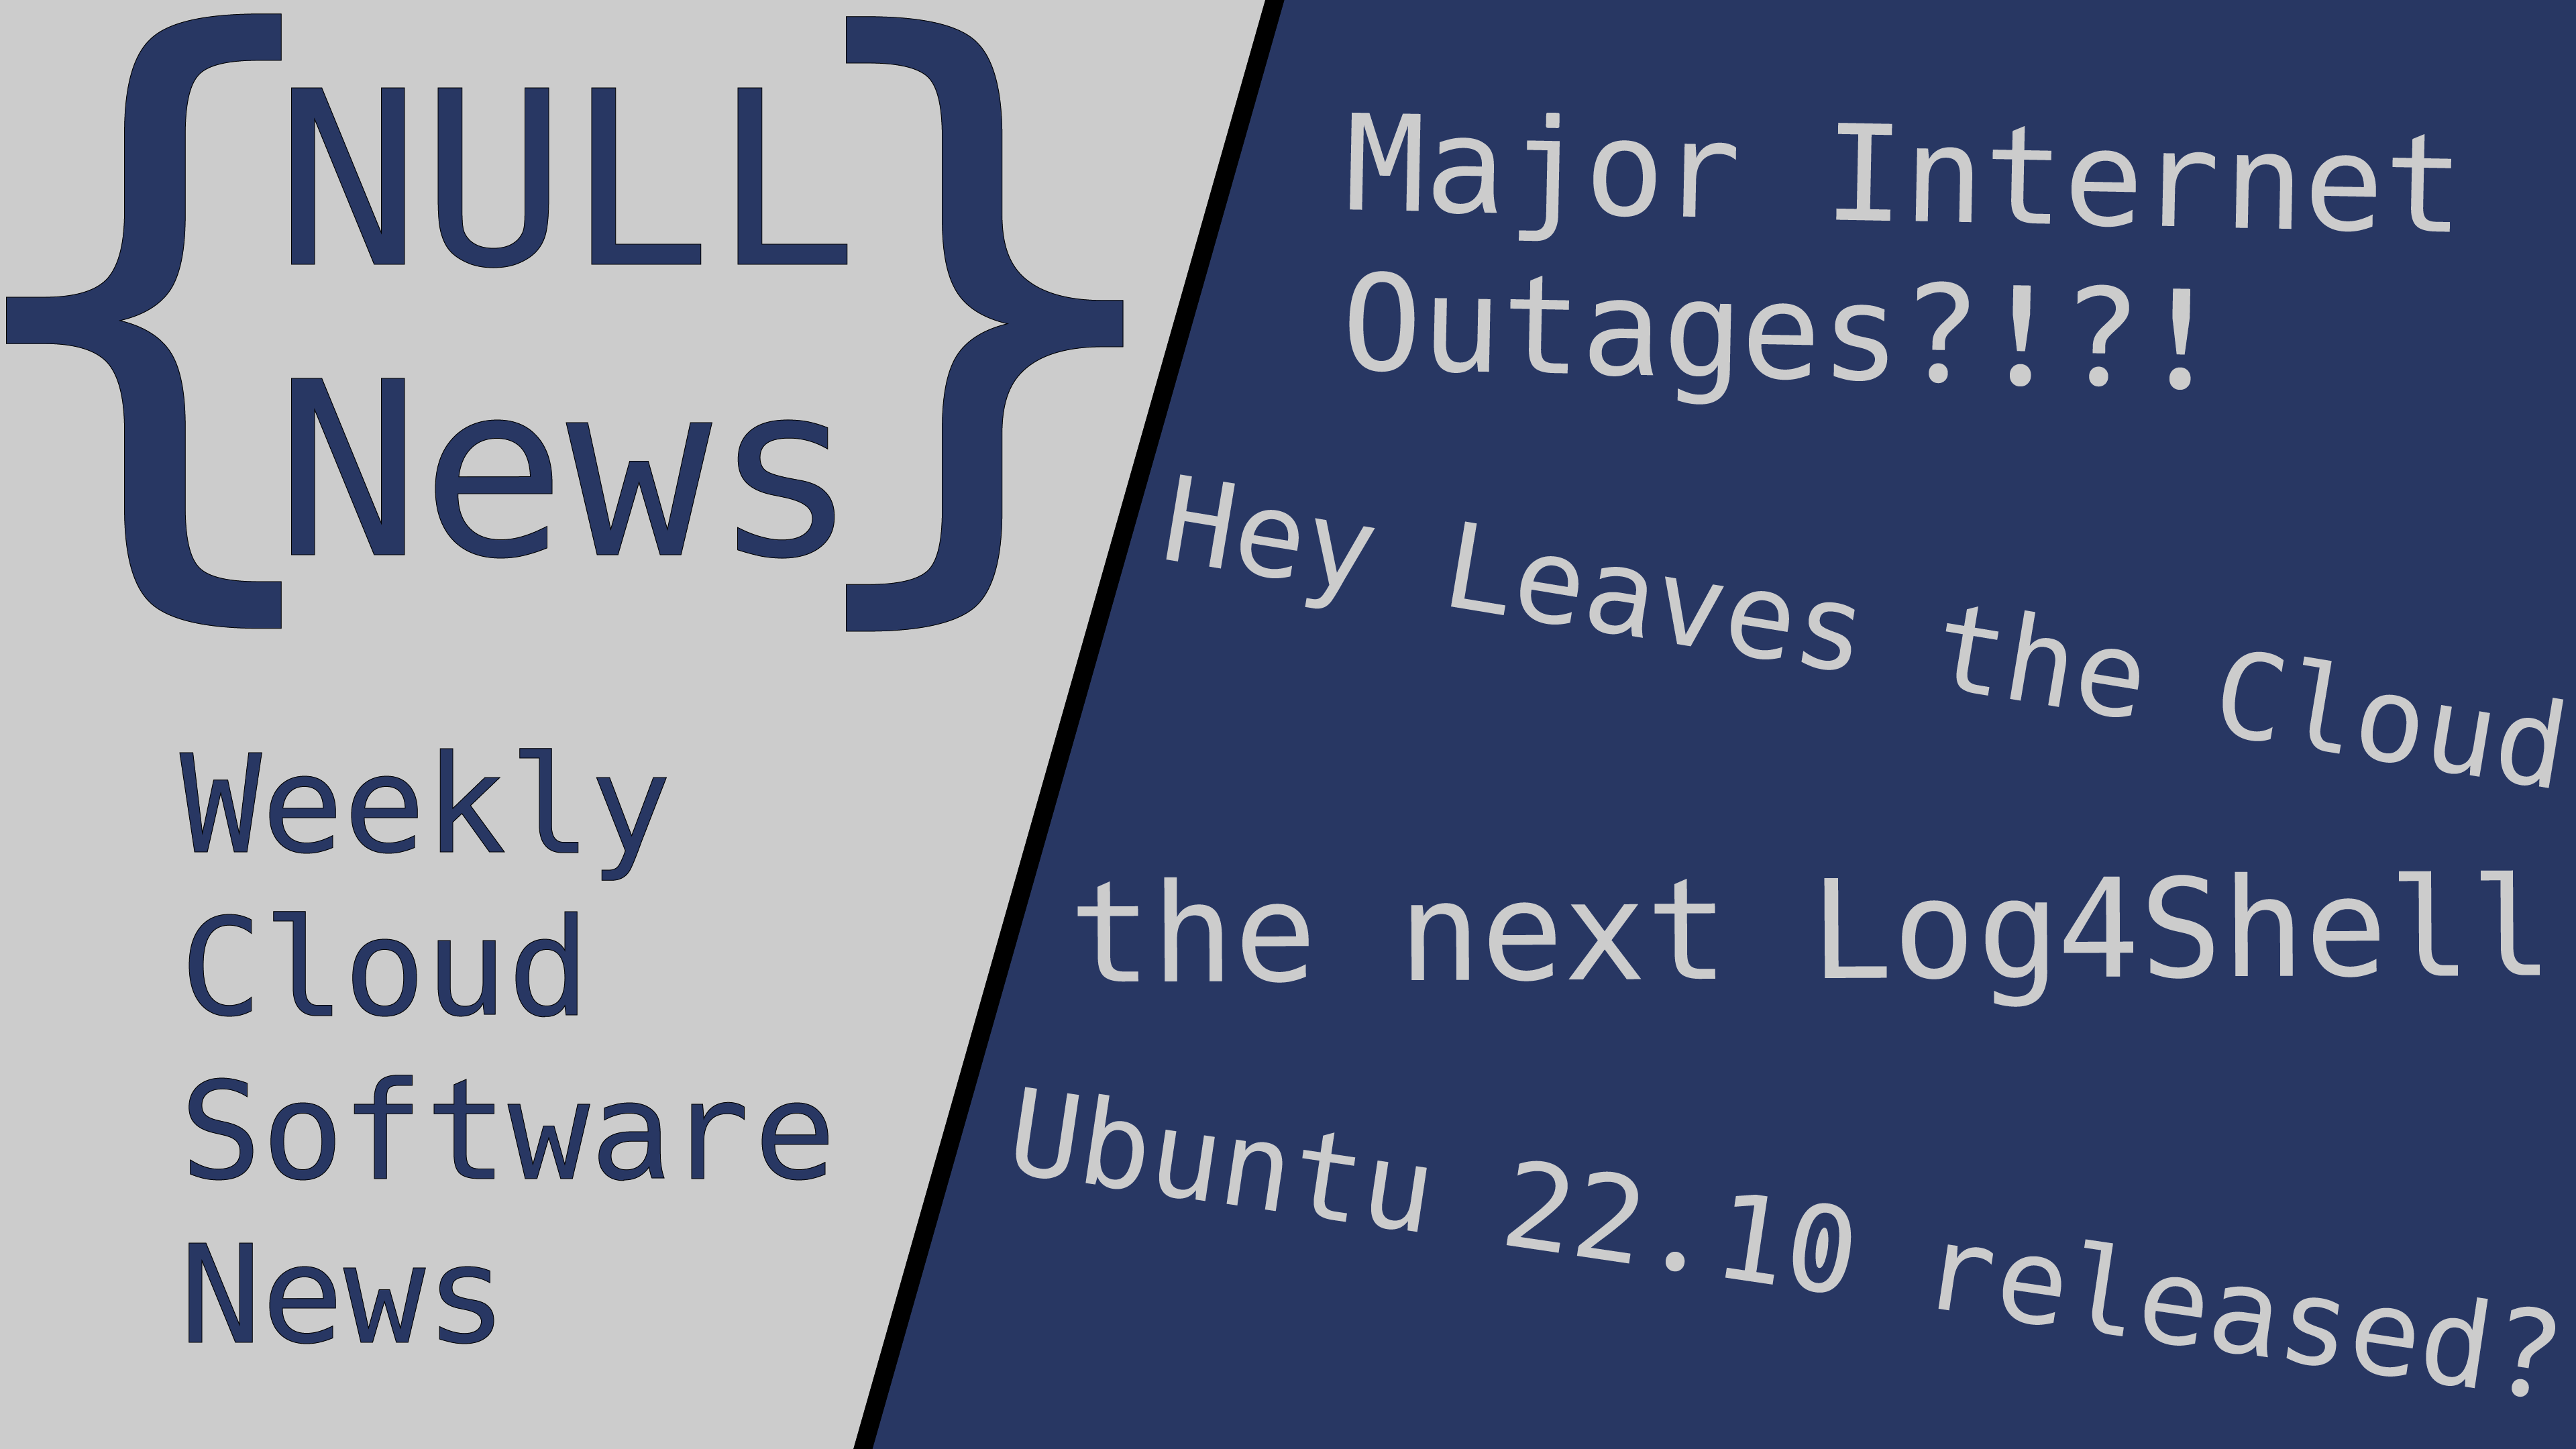 {NULL
News}
Weekly
Cloud
Software
News
Major Internet
Outages?!?!
Hey Leaves the Cloud
the next Log4Shell
Ubuntu 22.10 released?